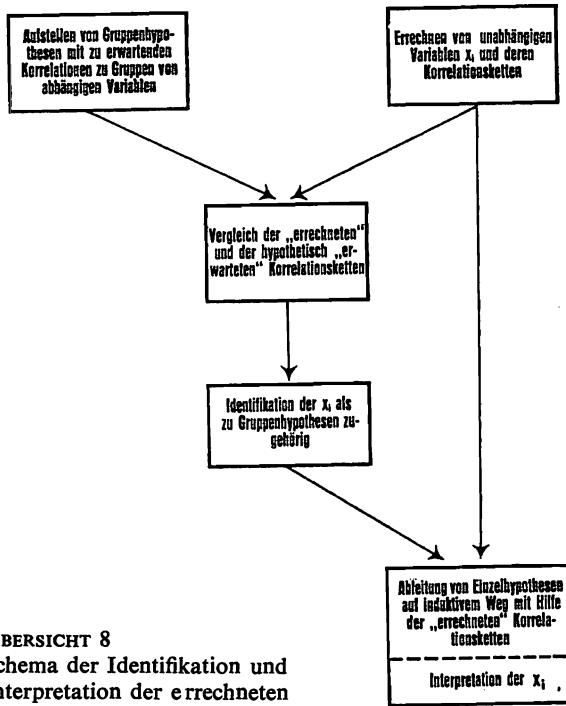 Aufstellen von Gruppenhypo-
thesen mit zu erwartenden
Korrelationen zu Gruppen von
abhängigen Variablen
Errechnen von unabhängigen
Variablen xᵢ und deren
Korrelationsketten
Vergleich der „errechneten“
und der hypothetisch „er-
warteten“ Korrelationsketten
Identifikation der xᵢ als
zu Gruppenhypothesen zu-
gehörig
Ableitung von Einzelhypothesen
auf induktivem Weg mit Hilfe
der „errechneten“ Korrela-
tionsketten
Interpretation der xᵢ
BERSICHT 8
chema der Identifikation und
nterpretation der errechneten